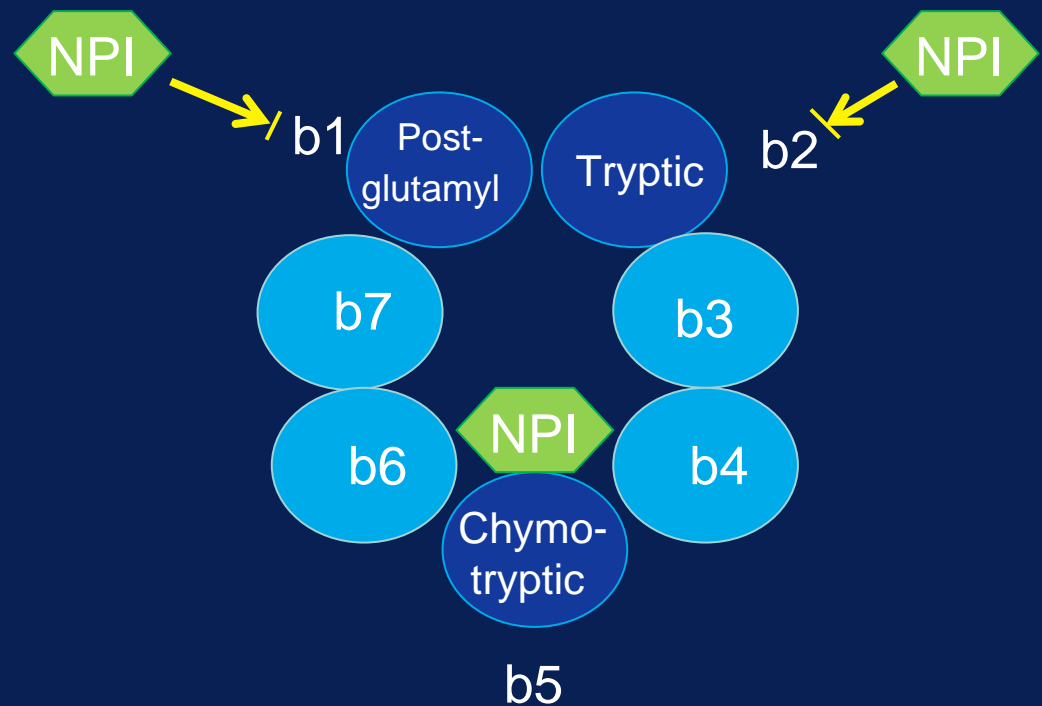 NPI
NPI
b1
Post-
glutamyl
Tryptic
b2
b7
b3
NPI
b6
b4
Chymo-
tryptic
b5